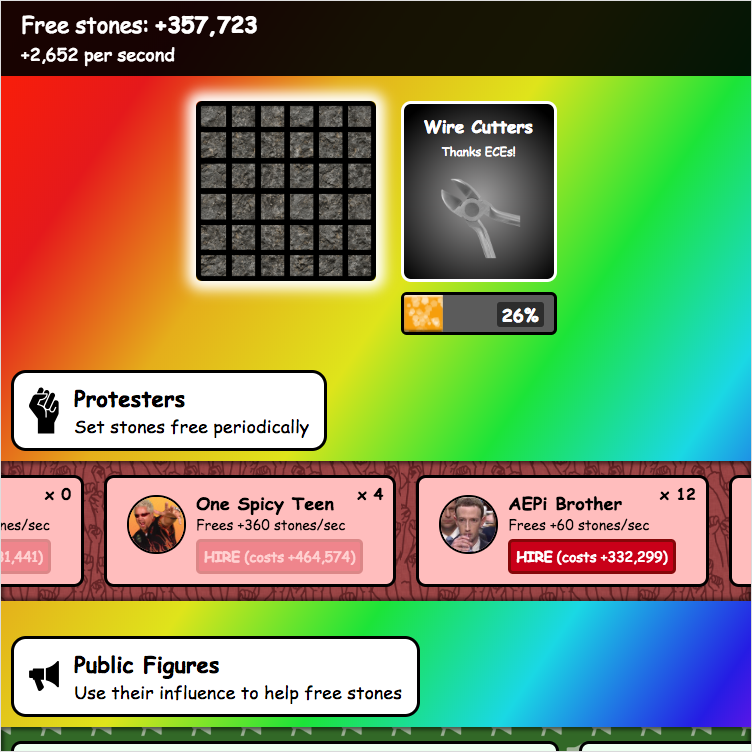 Free stones: +357,723
+2,652 per second
Wire Cutters
Thanks ECEs!
26%
Protesters
Set stones free periodically
x 0
nes/sec
31,441)
One Spicy Teen x 4
Frees +360 stones/sec
HIRE (costs +464,574)
AEPi Brother x 12
Frees +60 stones/sec
HIRE (costs +332,299)
Public Figures
Use their influence to help free stones